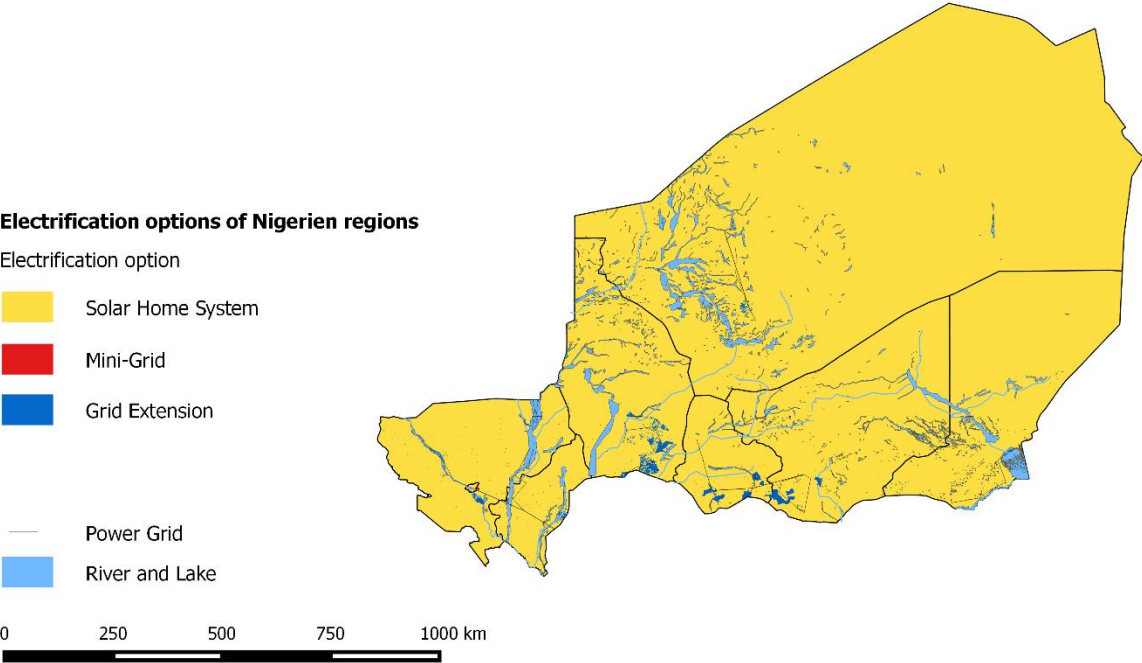 Electrification options of Nigerien regions
Electrification option
Solar Home System
Mini-Grid
Grid Extension
Power Grid
River and Lake
0 250 500 750 1000 km